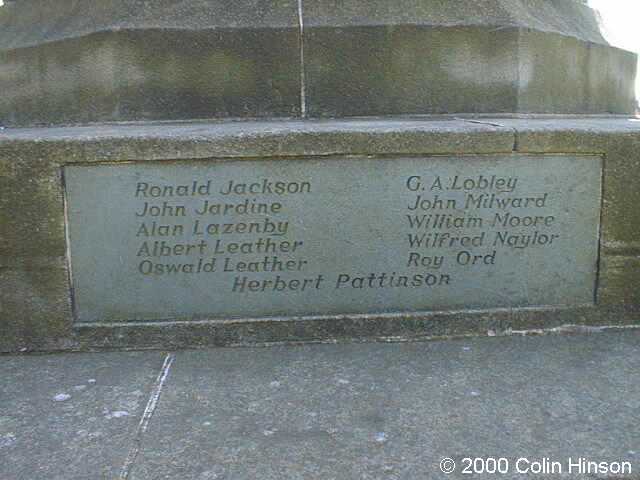 Ronald Jackson
John Jardine
Alan Lazenby
Albert Leather
Oswald Leather
G. A. Lobley
John Milward
William Moore
Wilfred Naylor
Roy Ord
Herbert Pattinson
© 2000 Colin Hinson